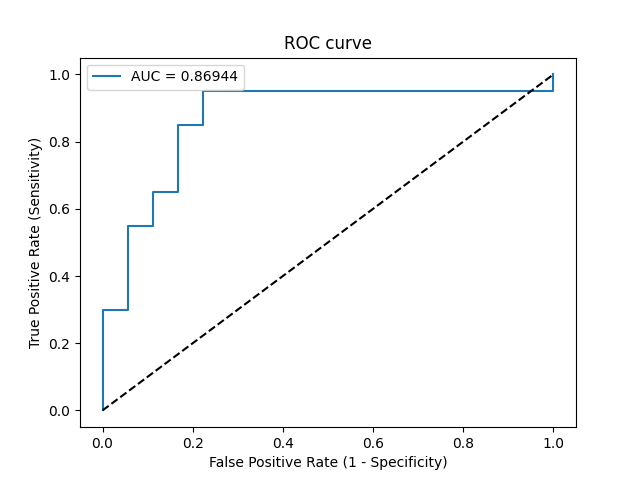 ROC curve
AUC = 0.86944
True Positive Rate (Sensitivity)
1.0
0.8
0.6
0.4
0.2
0.0
0.0 0.2 0.4 0.6 0.8 1.0
False Positive Rate (1 - Specificity)